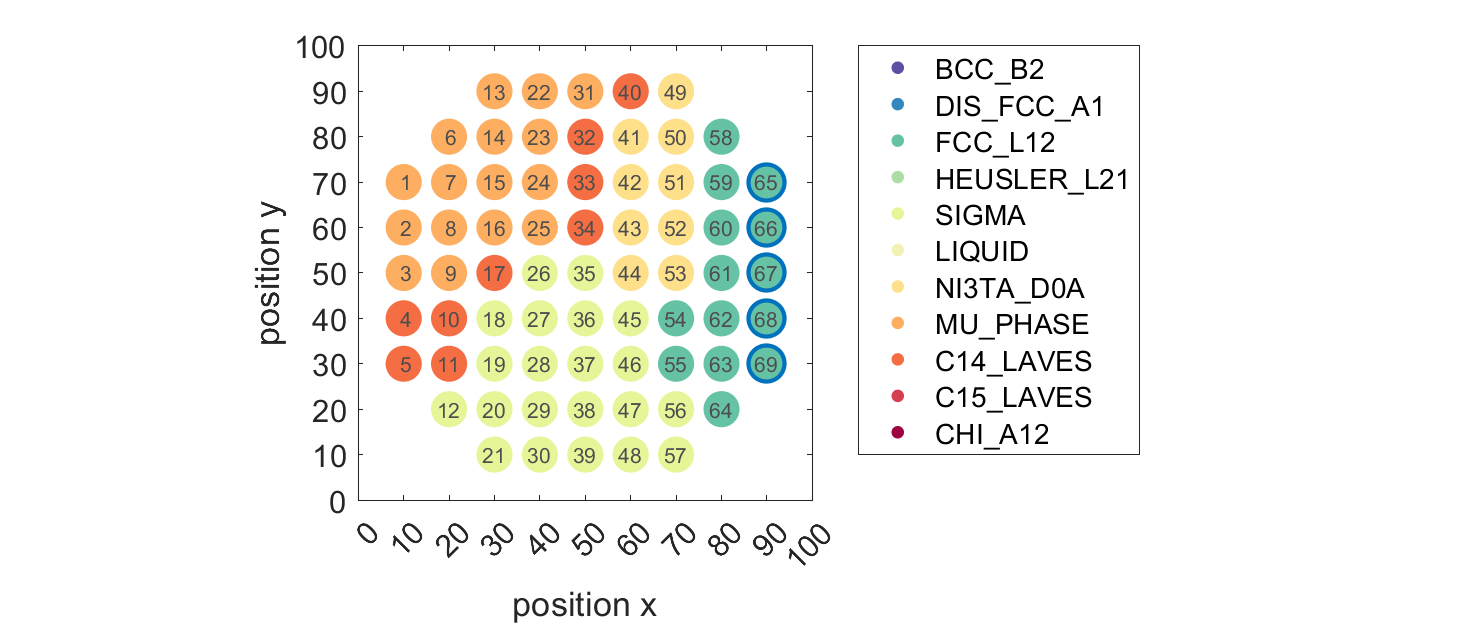 100
90
80
70
60
50
40
30
20
10
0
position y
13 22 31 40 49
6 14 23 32 41 50 58
1 7 15 24 33 42 51 59 65
2 8 16 25 34 43 52 60 66
3 9 17 26 35 44 53 61 67
4 10 18 27 36 45 54 62 68
5 11 19 28 37 46 55 63 69
12 20 29 38 47 56 64
21 30 39 48 57
0 10 20 30 40 50 60 70 80 90 100
position x
BCC_B2
DIS_FCC_A1
FCC_L12
HEUSLER_L21
SIGMA
LIQUID
NI3TA_D0A
MU_PHASE
C14_LAVES
C15_LAVES
CHI_A12